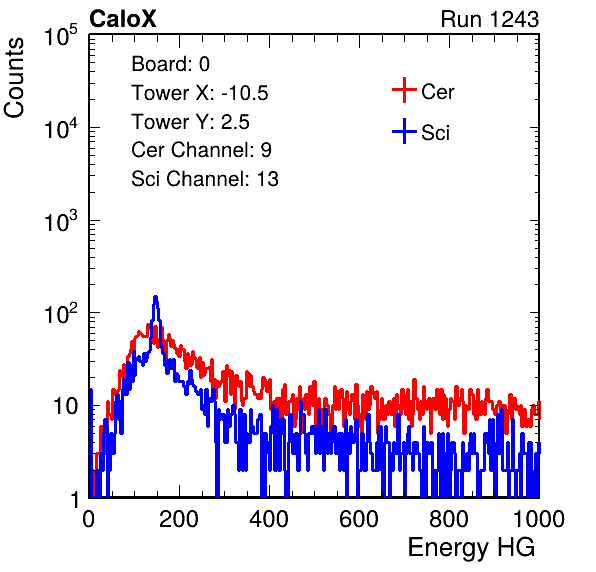 CaloX Run 1243
Counts
10^5
10^4
10^3
10^2
10
1
Board: 0
Tower X: -10.5
Tower Y: 2.5
Cer Channel: 9
Sci Channel: 13
Cer
Sci
0 200 400 600 800 1000
Energy HG